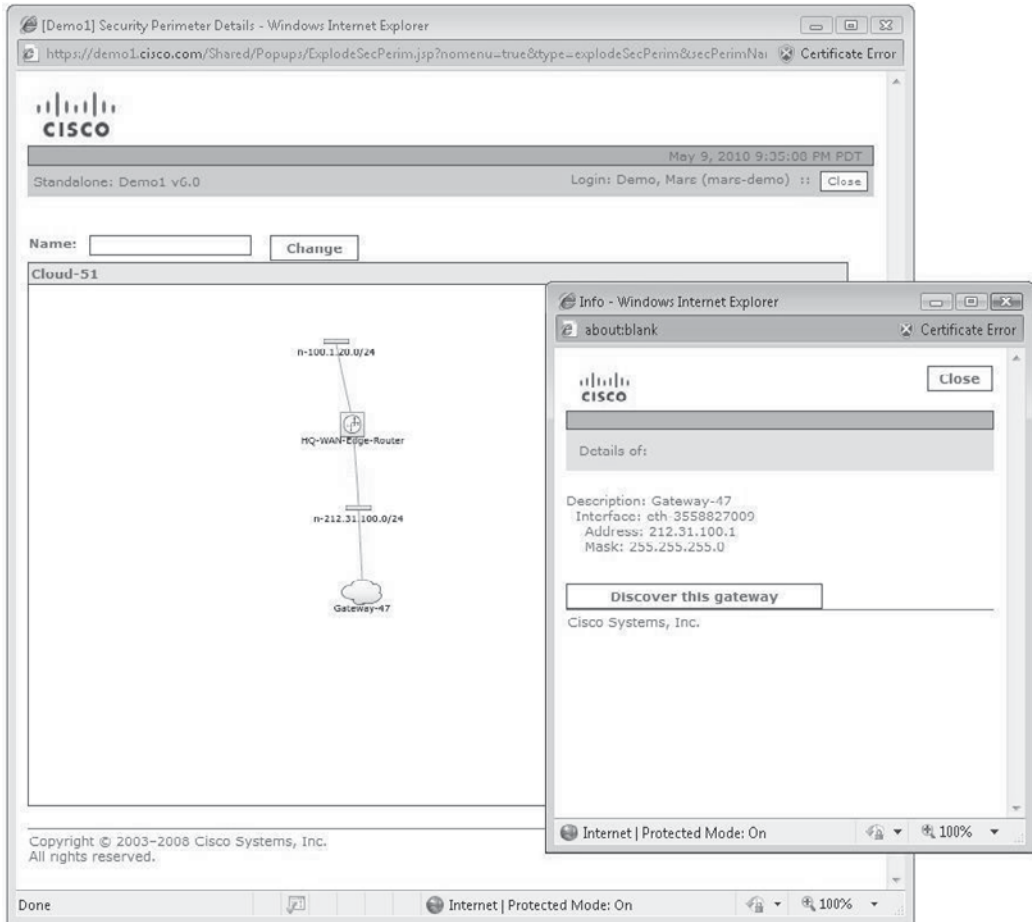 [Demo1] Security Perimeter Details - Windows Internet Explorer
https://demo1.cisco.com/Shared/Popups/ExplodeSecPerim.jsp?nomenu=true&type=explodeSecPerim&secPerimNai
Certificate Error
CISCO
May 9, 2010 9:35:08 PM PDT
Standalone: Demo1 v6.0
Login: Demo, Mars (mars-demo) :: Close
Name:
Change
Cloud-51
n-100.1.20.0/24
HQ-WAN-Edge-Router
n-212.31.100.0/24
Gateway-47
Copyright © 2003-2008 Cisco Systems, Inc.
All rights reserved.
Done
Internet | Protected Mode: On
100%
Info - Windows Internet Explorer
about:blank
Certificate Error
CISCO
Close
Details of:
Description: Gateway-47
Interface: eth-3558827009
Address: 212.31.100.1
Mask: 255.255.255.0
Discover this gateway
Cisco Systems, Inc.
Internet | Protected Mode: On
100%